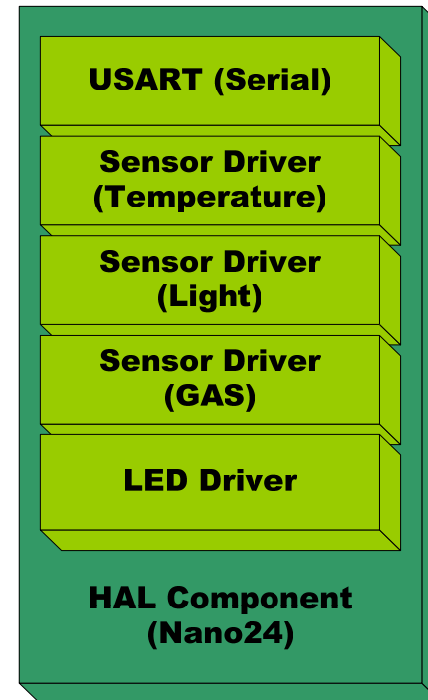 USART (Serial)
Sensor Driver
(Temperature)
Sensor Driver
(Light)
Sensor Driver
(GAS)
LED Driver
HAL Component
(Nano24)